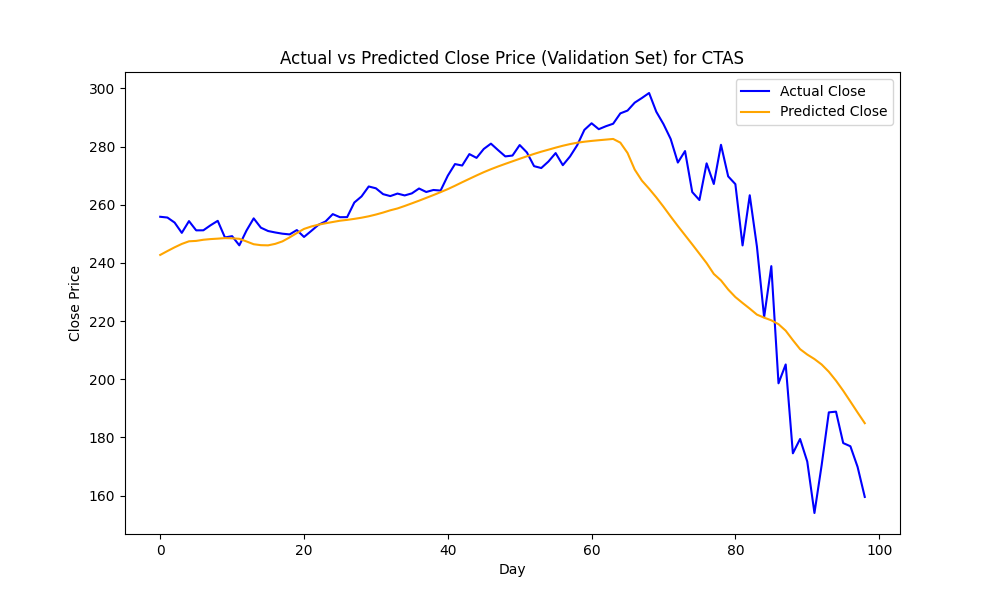 Actual vs Predicted Close Price (Validation Set) for CTAS
Actual Close
Predicted Close
Close Price
300
280
260
240
220
200
180
160
0 20 40 60 80 100
Day